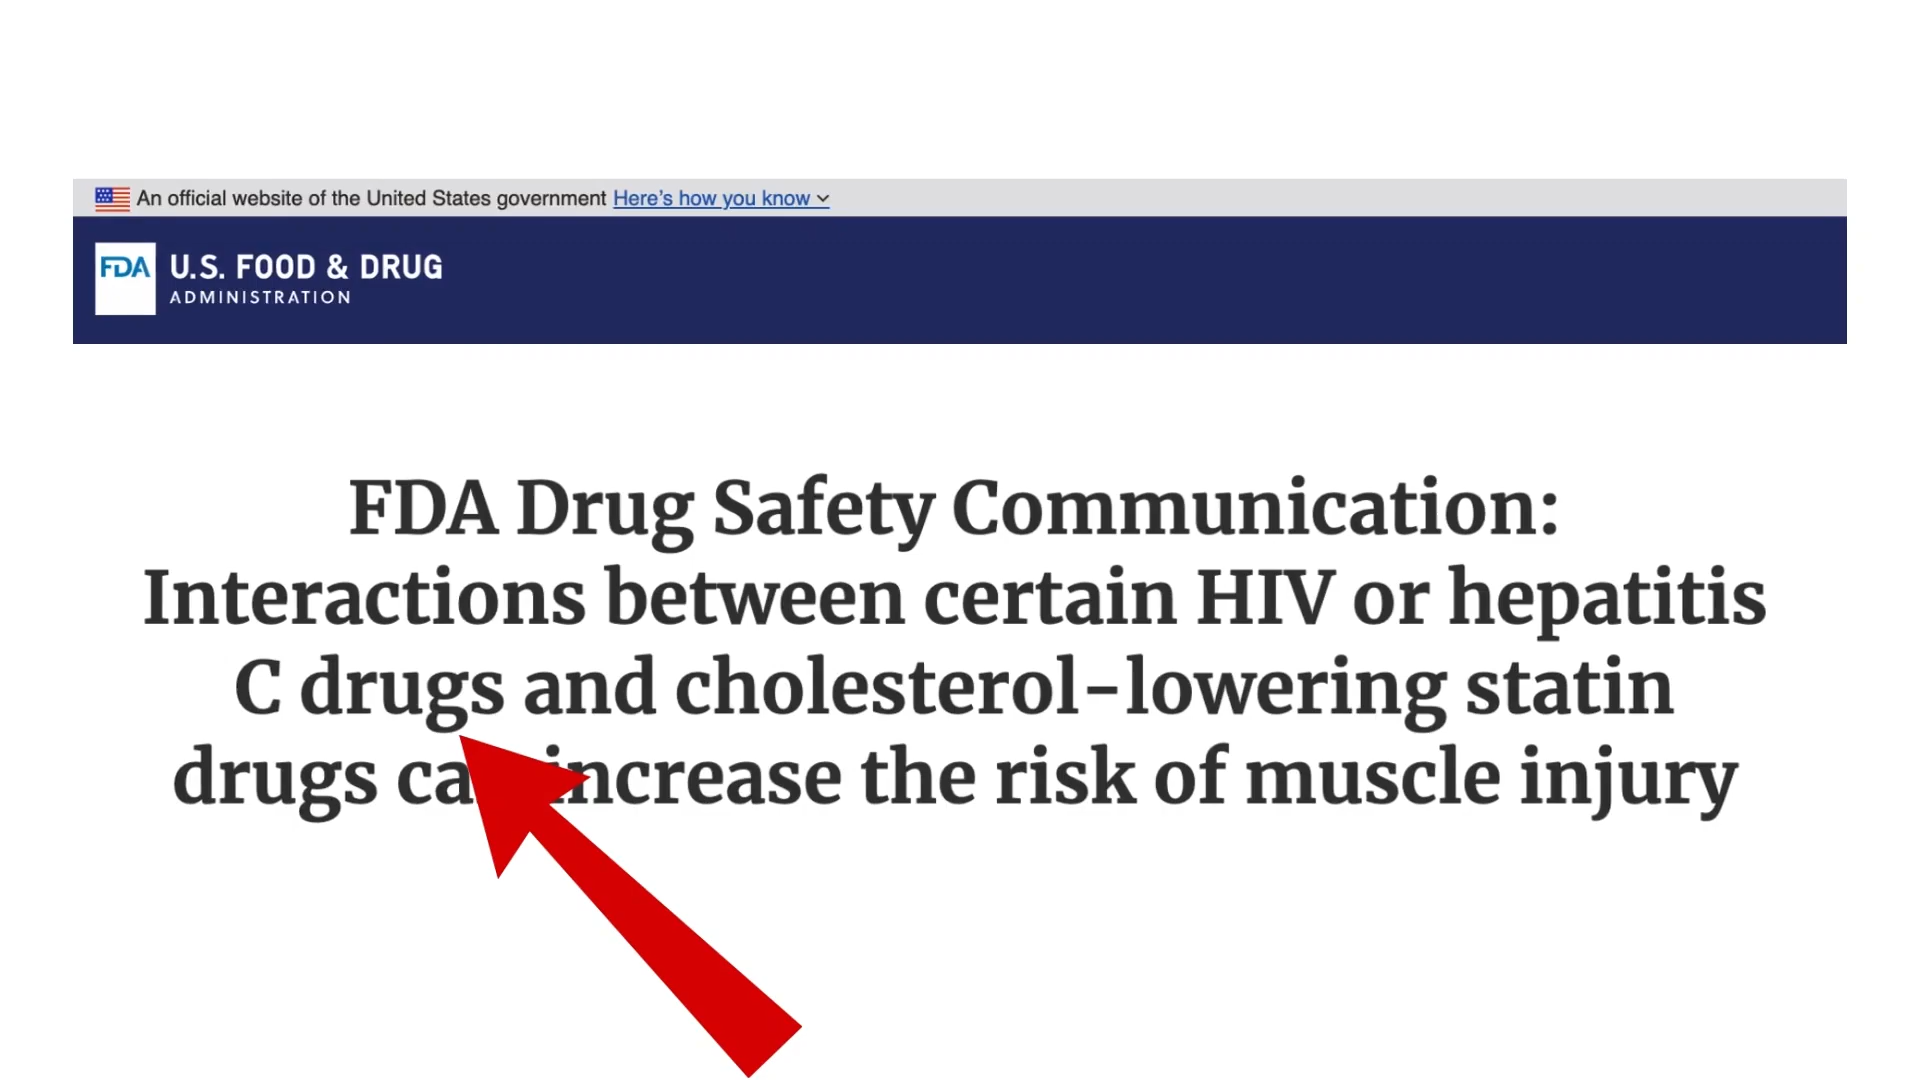 An official website of the United States government Here's how you know
FDA U.S. FOOD & DRUG
ADMINISTRATION
FDA Drug Safety Communication:
Interactions between certain HIV or hepatitis
C drugs and cholesterol-lowering statin
drugs ca increase the risk of muscle injury